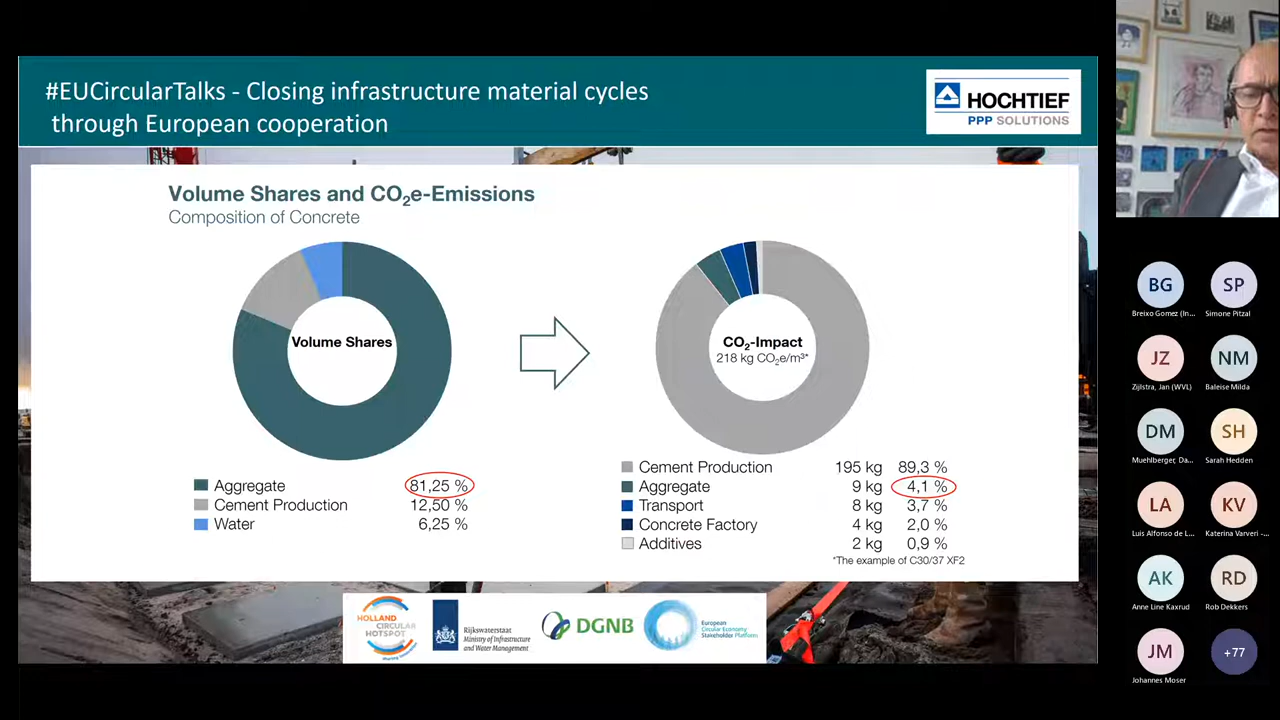 #EUCircularTalks - Closing infrastructure material cycles
through European cooperation
HOCHTIEF
PPP SOLUTIONS
Volume Shares and CO₂e-Emissions
Composition of Concrete
Volume Shares
Aggregate 81,25 %
Cement Production 12,50 %
Water 6,25 %
CO₂-Impact
218 kg CO₂e/m³*
Cement Production 195 kg 89,3 %
Aggregate 9 kg 4,1 %
Transport 8 kg 3,7 %
Concrete Factory 4 kg 2,0 %
Additives 2 kg 0,9 %
*The example of C30/37 XF2
HOLLAND
CIRCULAR
HOTSPOT
Rijkswaterstaat
Ministry of Infrastructure
and Water Management
DGNB
European
Circular Economy
Stakeholder Platform
BG
Breixo Gomez (In...
SP
Simone Pitzal
JZ
Zijlstra, Jan (WVL)
NM
Baleise Milda
DM
Muehlberger, Da...
SH
Sarah Hedden
LA
Luis Alfonso de L...
KV
Katerina Varveri -...
AK
Anne Line Kaxrud
RD
Rob Dekkers
JM
Johannes Moser
+77